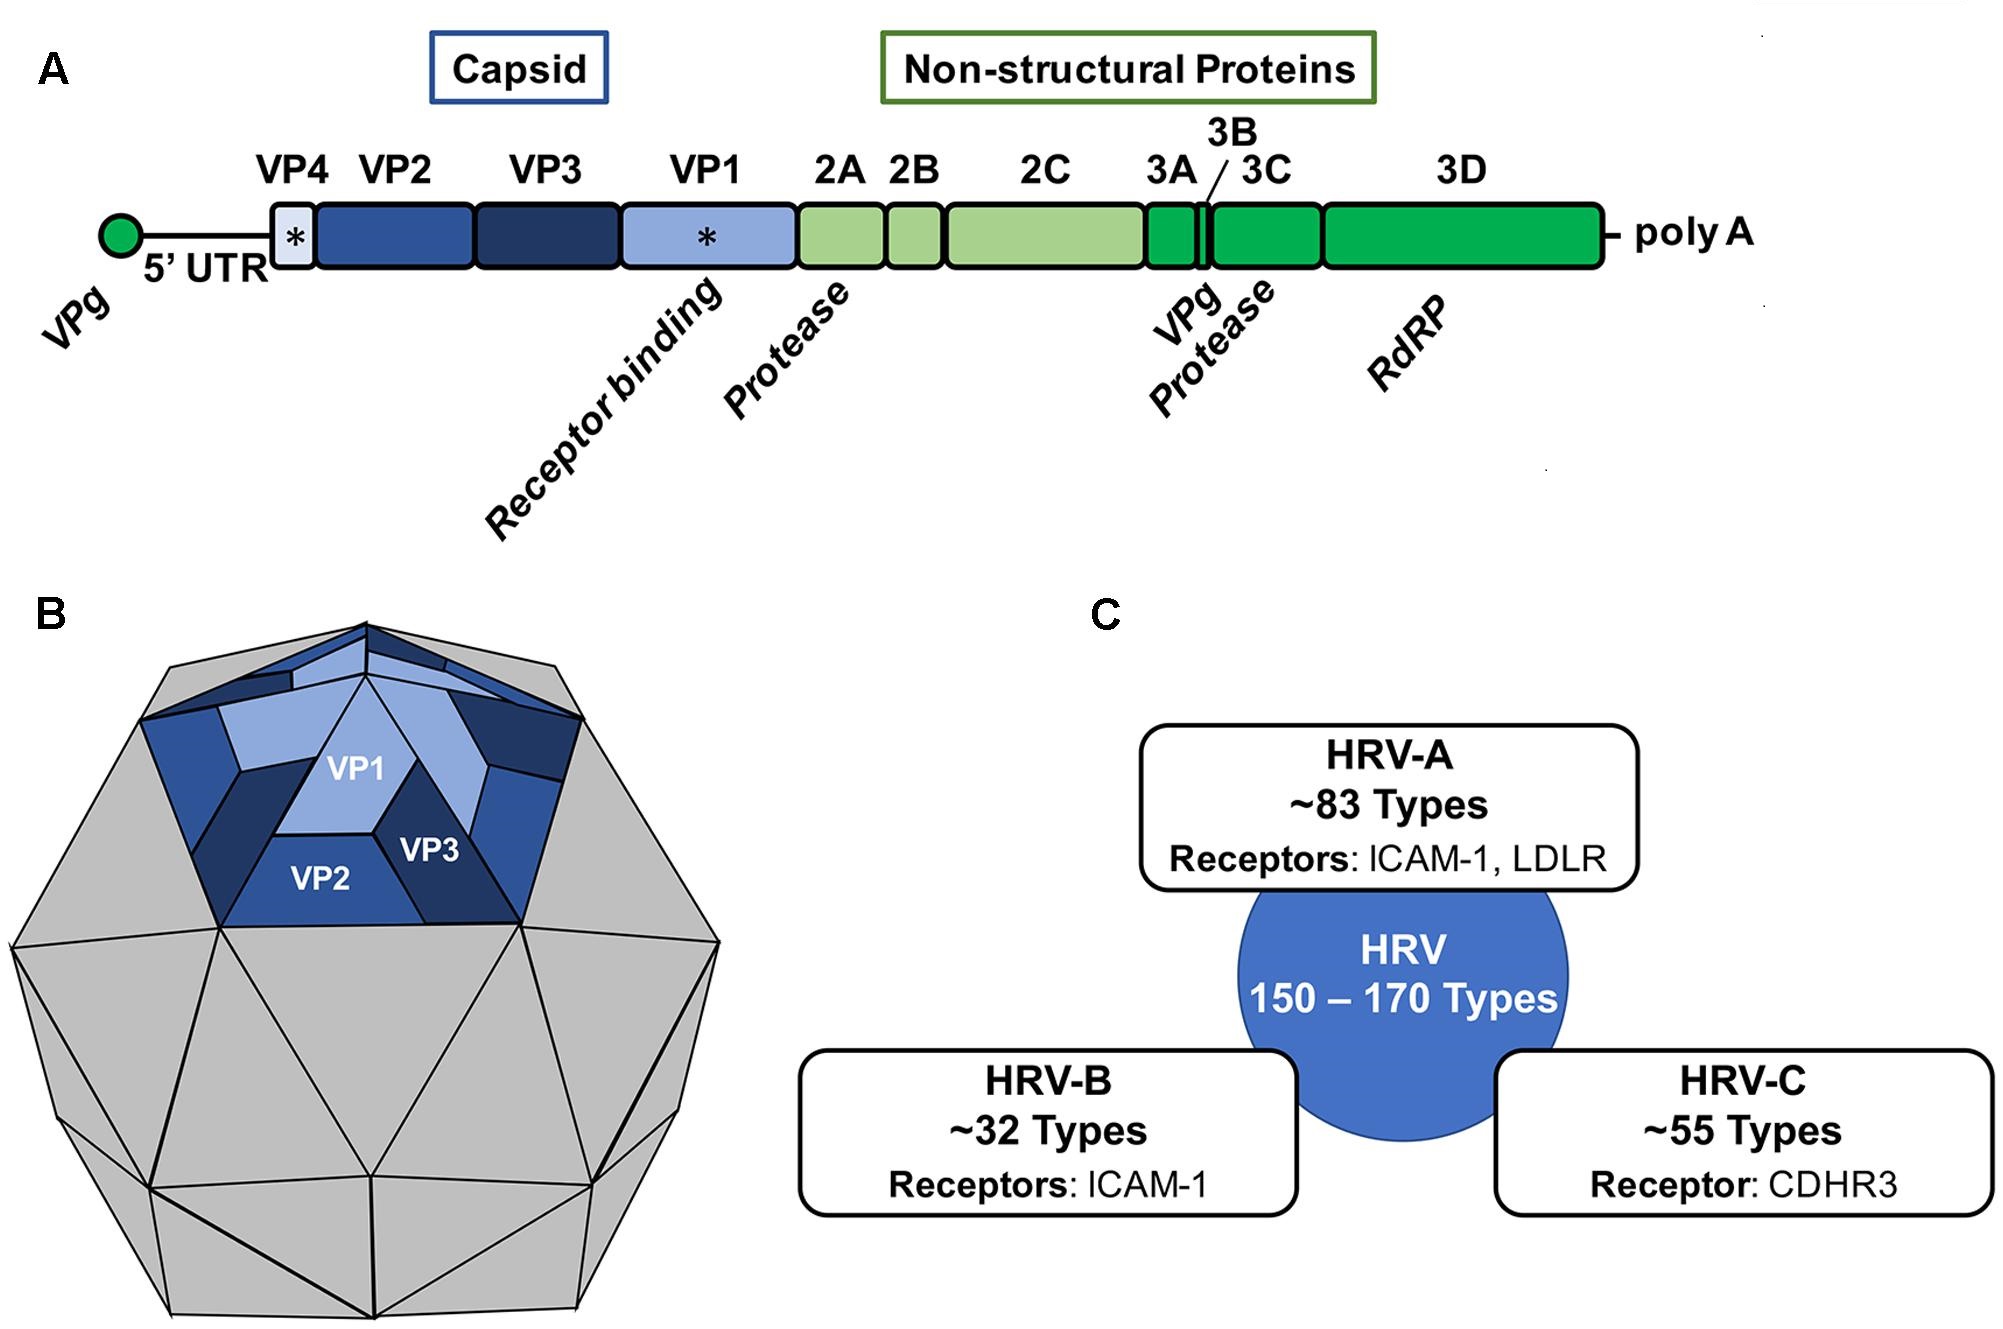 A
Capsid
Non-structural Proteins
3B
VP4 VP2 VP3 VP1 2A 2B 2C 3A 3C 3D
* *
poly A
5’ UTR
VPg
Receptor binding
Protease
VPg
Protease
RdRP
B
VP1
VP3
VP2
C
HRV-A
~83 Types
Receptors: ICAM-1, LDLR
HRV
150 – 170 Types
HRV-B
~32 Types
Receptors: ICAM-1
HRV-C
~55 Types
Receptor: CDHR3